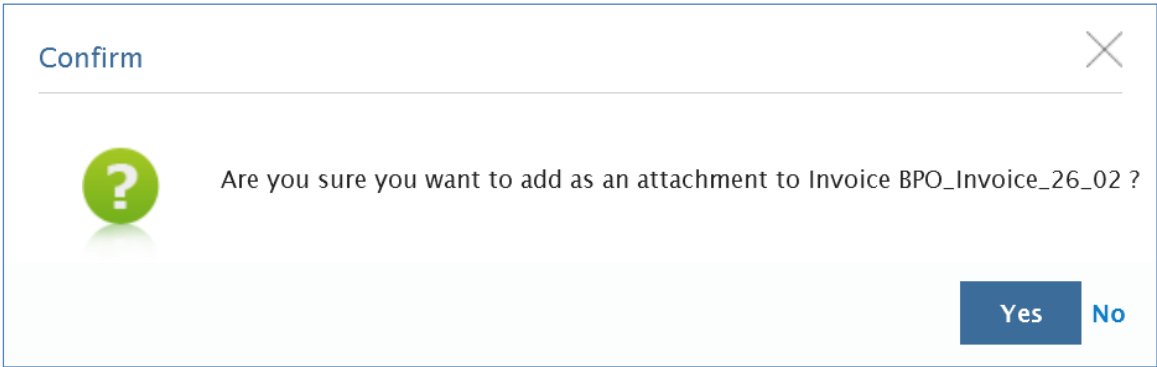 Confirm
Are you sure you want to add as an attachment to Invoice BPO_Invoice_26_02 ?
Yes No